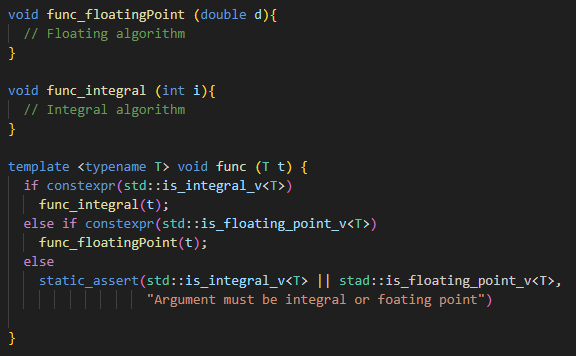 void func_floatingPoint (double d){
// Floating algorithm
}
void func_integral (int i){
// Integral algorithm
}
template <typename T> void func (T t) {
if constexpr(std::is_integral_v<T>)
func_integral(t);
else if constexpr(std::is_floating_point_v<T>)
func_floatingPoint(t);
else
static_assert(std::is_integral_v<T> || stad::is_floating_point_v<T>,
"Argument must be integral or foating point")
}